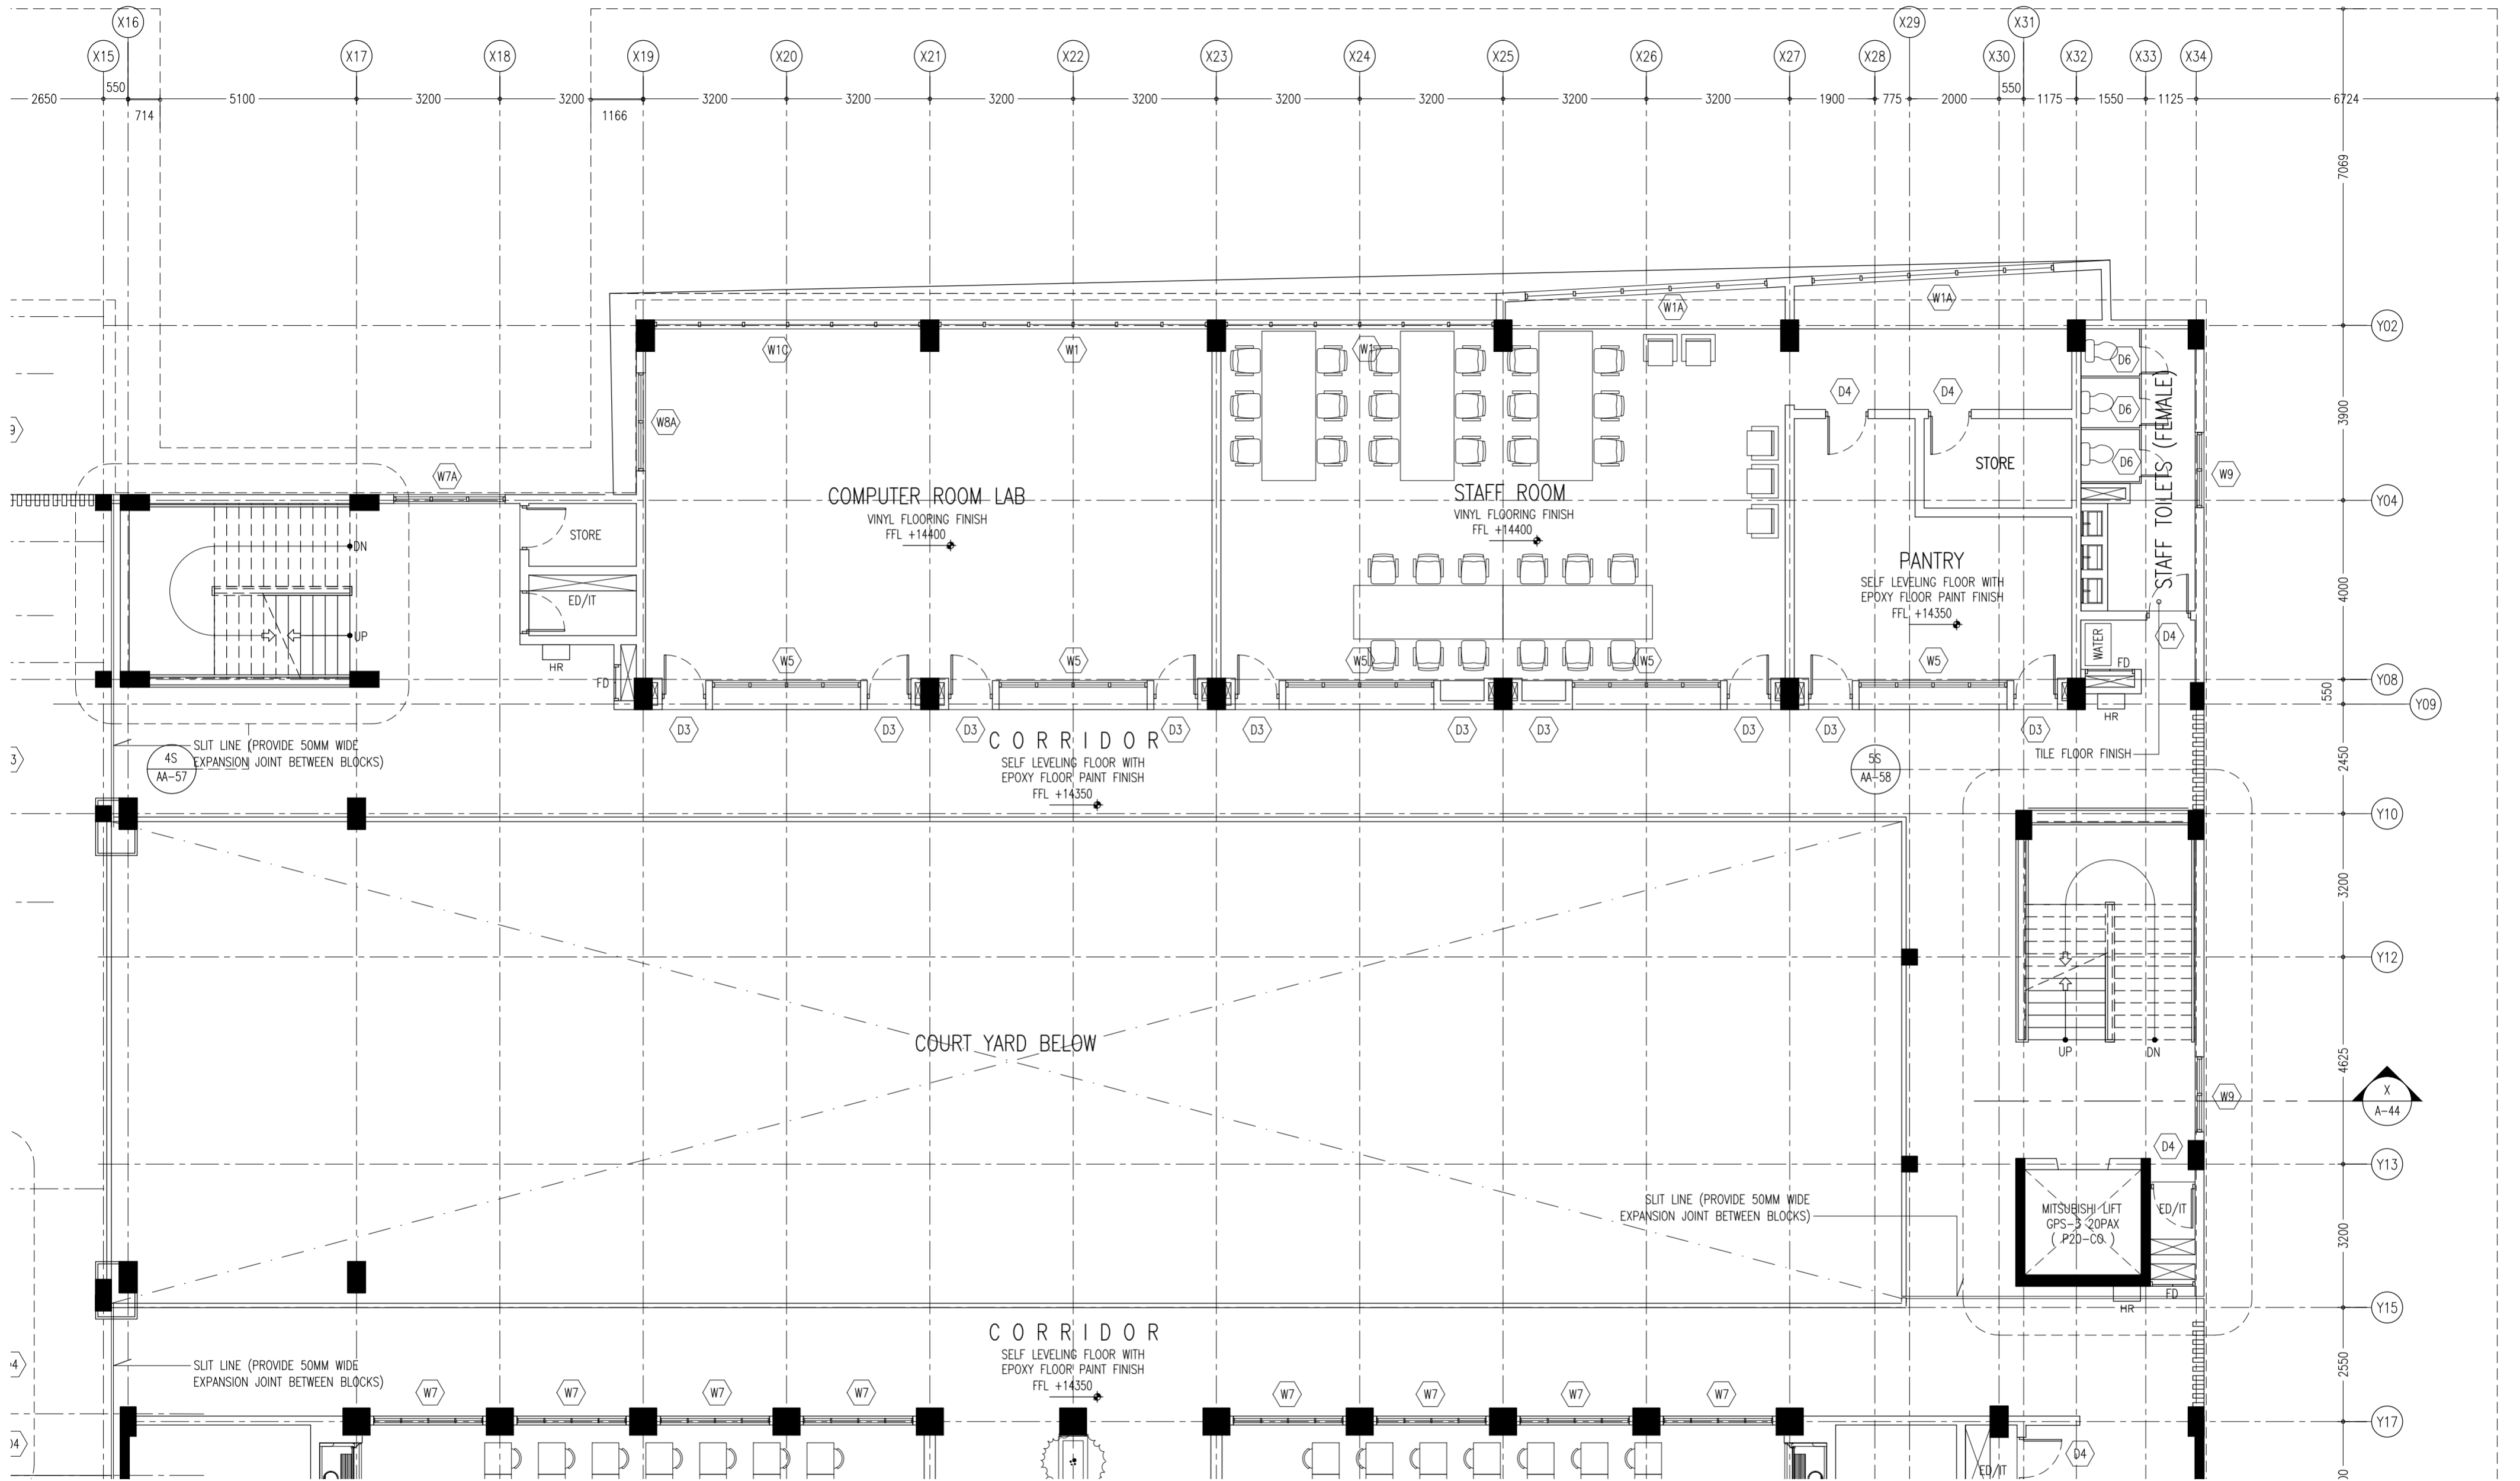 X16
X29
X31
X15
X17
X18
X19
X20
X21
X22
X23
X24
X25
X26
X27
X28
X30
X32
X33
X34
550
550
2650
5100
3200
3200
3200
3200
3200
3200
3200
3200
3200
3200
1900
775
2000
1175
1550
1125
6724
714
1166
7069
W1A
W1A
Y02
W1C
W1
W1
D6
D4
D4
D6
3900
W8A
D6
STORE
W9
W7A
STAFF TOILETS (FEMALE)
COMPUTER ROOM LAB
VINYL FLOORING FINISH
FFL +14400
STAFF ROOM
VINYL FLOORING FINISH
FFL +14400
Y04
STORE
DN
PANTRY
SELF LEVELING FLOOR WITH
EPOXY FLOOR PAINT FINISH
FFL +14350
4000
ED/IT
UP
HR
FD
WATER
D4
FD
W5
W5
W5
W5
W5
Y08
550
Y09
HR
D3
D3
D3
D3
D3
D3
D3
D3
D3
D3
C O R R I D O R
SELF LEVELING FLOOR WITH
EPOXY FLOOR PAINT FINISH
FFL +14350
SLIT LINE (PROVIDE 50MM WIDE
EXPANSION JOINT BETWEEN BLOCKS)
4S
AA-57
5S
AA-58
TILE FLOOR FINISH
2450
Y10
3200
Y12
COURT YARD BELOW
UP
DN
4625
W9
X
A-44
D4
Y13
SLIT LINE (PROVIDE 50MM WIDE
EXPANSION JOINT BETWEEN BLOCKS)
MITSUBISHI LIFT
GPS-3 20PAX
( P20-CO )
ED/IT
3200
FD
HR
Y15
C O R R I D O R
SELF LEVELING FLOOR WITH
EPOXY FLOOR PAINT FINISH
FFL +14350
SLIT LINE (PROVIDE 50MM WIDE
EXPANSION JOINT BETWEEN BLOCKS)
2550
W7
W7
W7
W7
W7
W7
W7
W7
Y17
D4
ED/IT